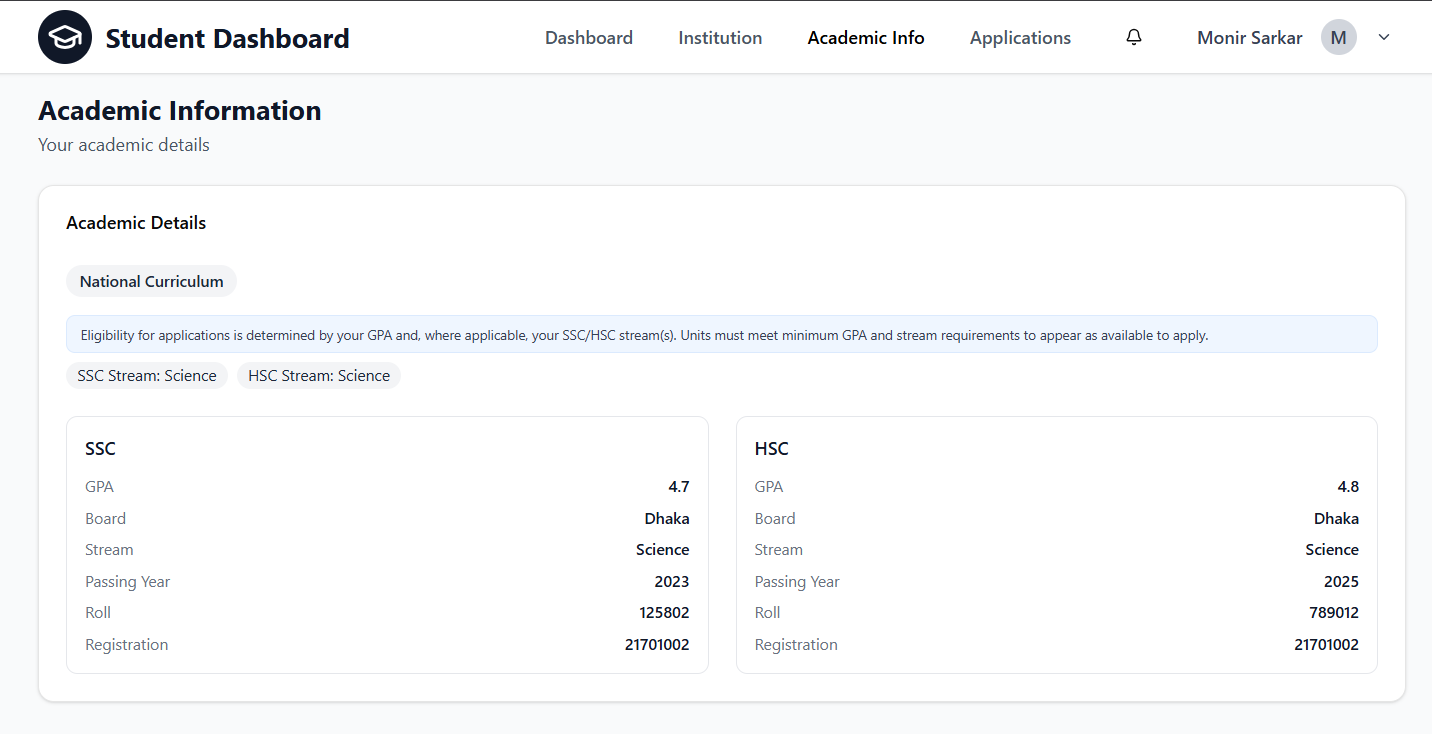 Student Dashboard
Dashboard Institution Academic Info Applications Monir Sarkar M
Academic Information
Your academic details
Academic Details
National Curriculum
Eligibility for applications is determined by your GPA and, where applicable, your SSC/HSC stream(s). Units must meet minimum GPA and stream requirements to appear as available to apply.
SSC Stream: Science HSC Stream: Science
SSC
GPA 4.7
Board Dhaka
Stream Science
Passing Year 2023
Roll 125802
Registration 21701002
HSC
GPA 4.8
Board Dhaka
Stream Science
Passing Year 2025
Roll 789012
Registration 21701002